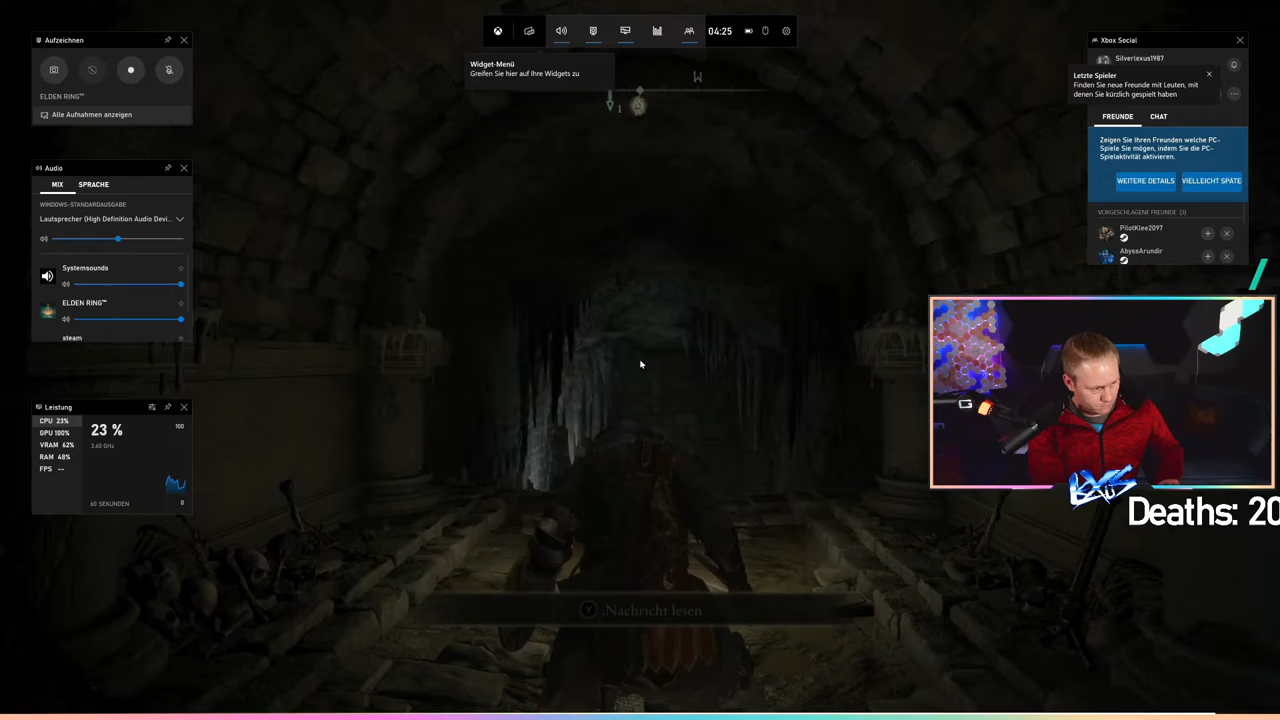 Aufzeichnen
ELDEN RING™
Alle Aufnahmen anzeigen
Audio
MIX
SPRACHE
WINDOWS-STANDARDAUSGABE
Lautsprecher (High Definition Audio Devi...
Systemsounds
ELDEN RING™
steam
Leistung
CPU 23%
GPU 100%
VRAM 62%
RAM 48%
FPS --
23 %
3.60 GHz
100
60 SEKUNDEN
0
04:25
Widget-Menü
Greifen Sie hier auf Ihre Widgets zu
W
1
Xbox Social
Silverlexus1987
Letzte Spieler
Finden Sie neue Freunde mit Leuten, mit
denen Sie kürzlich gespielt haben
FREUNDE
CHAT
Zeigen Sie Ihren Freunden welche PC-
Spiele Sie mögen, indem Sie die PC-
Spielaktivität aktivieren.
WEITERE DETAILS
VIELLEICHT SPÄTE
VORGESCHLAGENE FREUNDE (3)
PilotKlee2097
AbyssArundir
LXUS
Deaths: 20
Y :Nachricht lesen